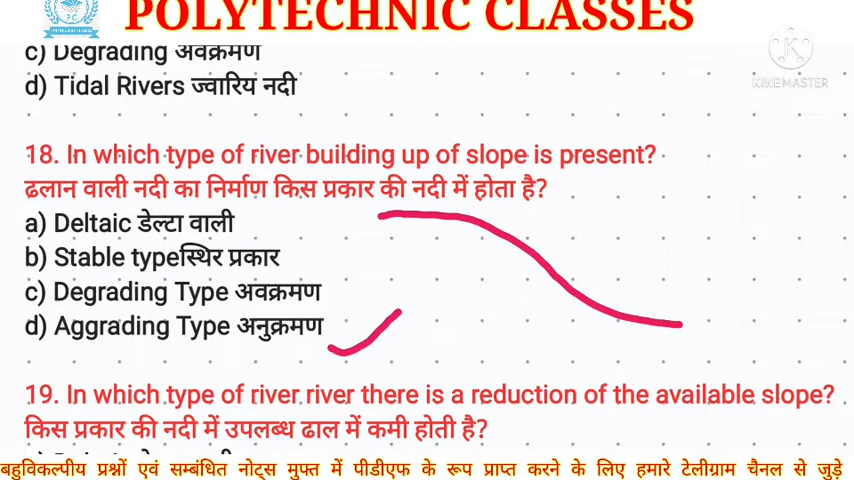 POLYTECHNIC CLASSES
c) Degrading अवक्रमण
d) Tidal Rivers ज्वारिय नदी
KINEMASTER
18. In which type of river building up of slope is present?
ढलान वाली नदी का निर्माण किस प्रकार की नदी में होता है?
a) Deltaic डेल्टा वाली
b) Stable typeस्थिर प्रकार
c) Degrading Type अवक्रमण
d) Aggrading Type अनुक्रमण
19. In which type of river river there is a reduction of the available slope?
किस प्रकार की नदी में उपलब्ध ढाल में कमी होती है?
बहुविकल्पीय प्रश्नों एवं सम्बंधित नोट्स मुफ्त में पीडीएफ के रूप प्राप्त करने के लिए हमारे टेलीग्राम चैनल से जुड़े